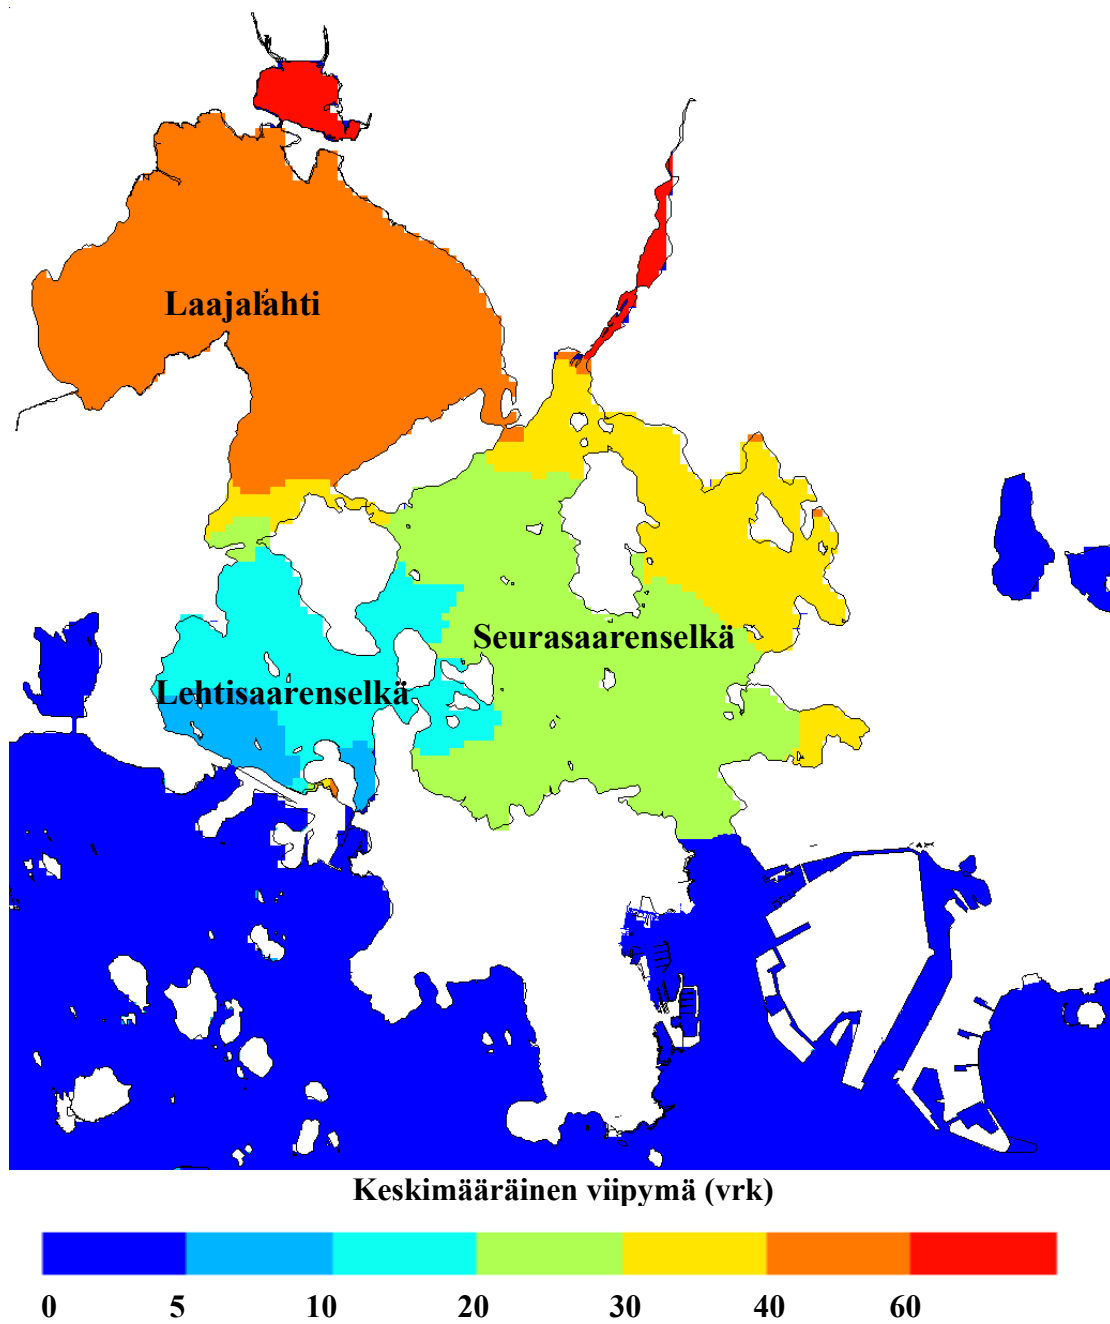 Laajalahti
Seurasaarenselkä
Lehtisaarenselkä
Keskimääräinen viipymä (vrk)
0 5 10 20 30 40 60